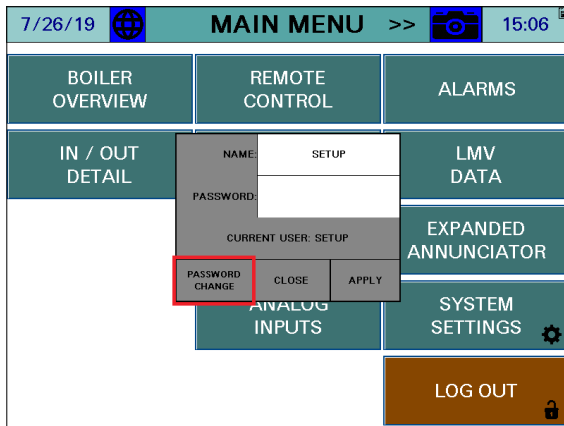 7/26/19
MAIN MENU
>>
15:06
BOILER
OVERVIEW
REMOTE
CONTROL
ALARMS
IN / OUT
DETAIL
LMV
DATA
NAME:
SETUP
PASSWORD:
CURRENT USER: SETUP
PASSWORD
CHANGE
CLOSE
APPLY
EXPANDED
ANNUNCIATOR
ANALOG
INPUTS
SYSTEM
SETTINGS
LOG OUT